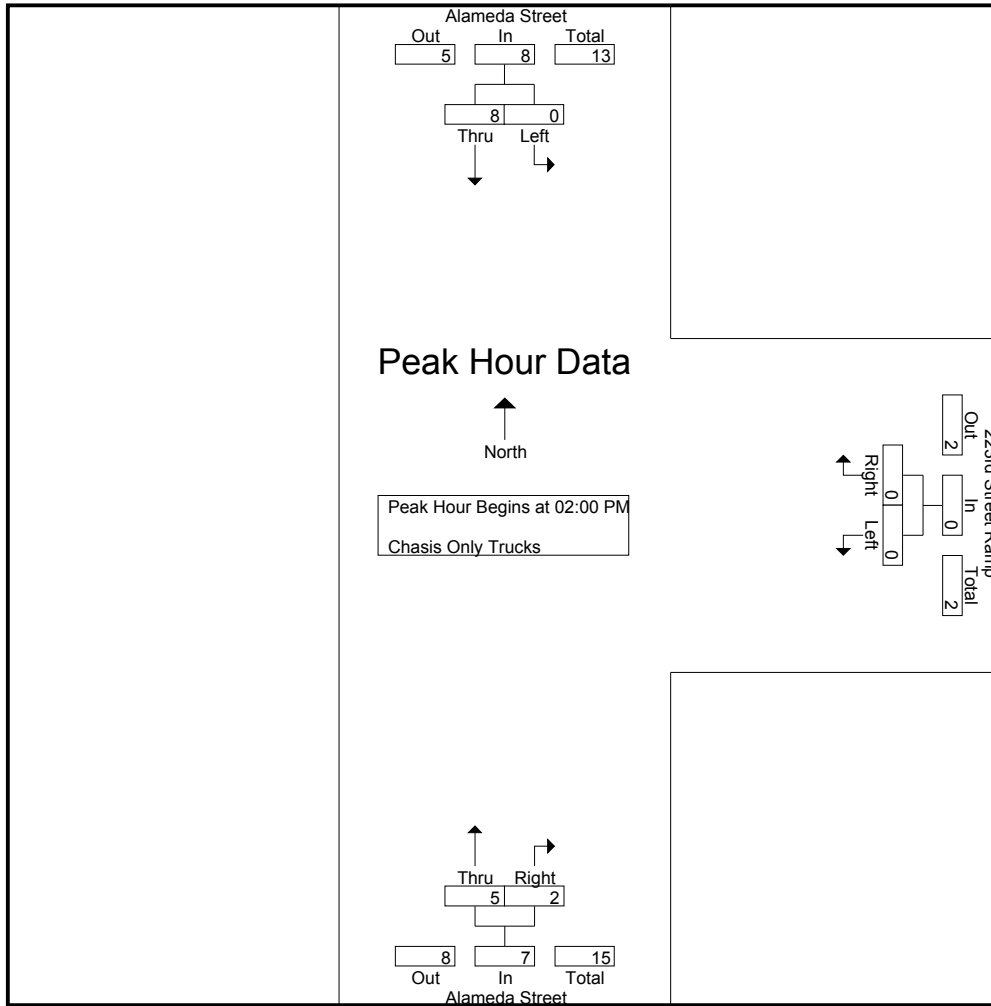 Alameda Street
Out In Total
5 8 13
8 0
Thru Left
Peak Hour Data
North
Peak Hour Begins at 02:00 PM
Chasis Only Trucks
Street Ramp
Out In Total
2 0 2
Right Left
0 0
Thru Right
5 2
8 7 15
Out In Total
Alameda Street